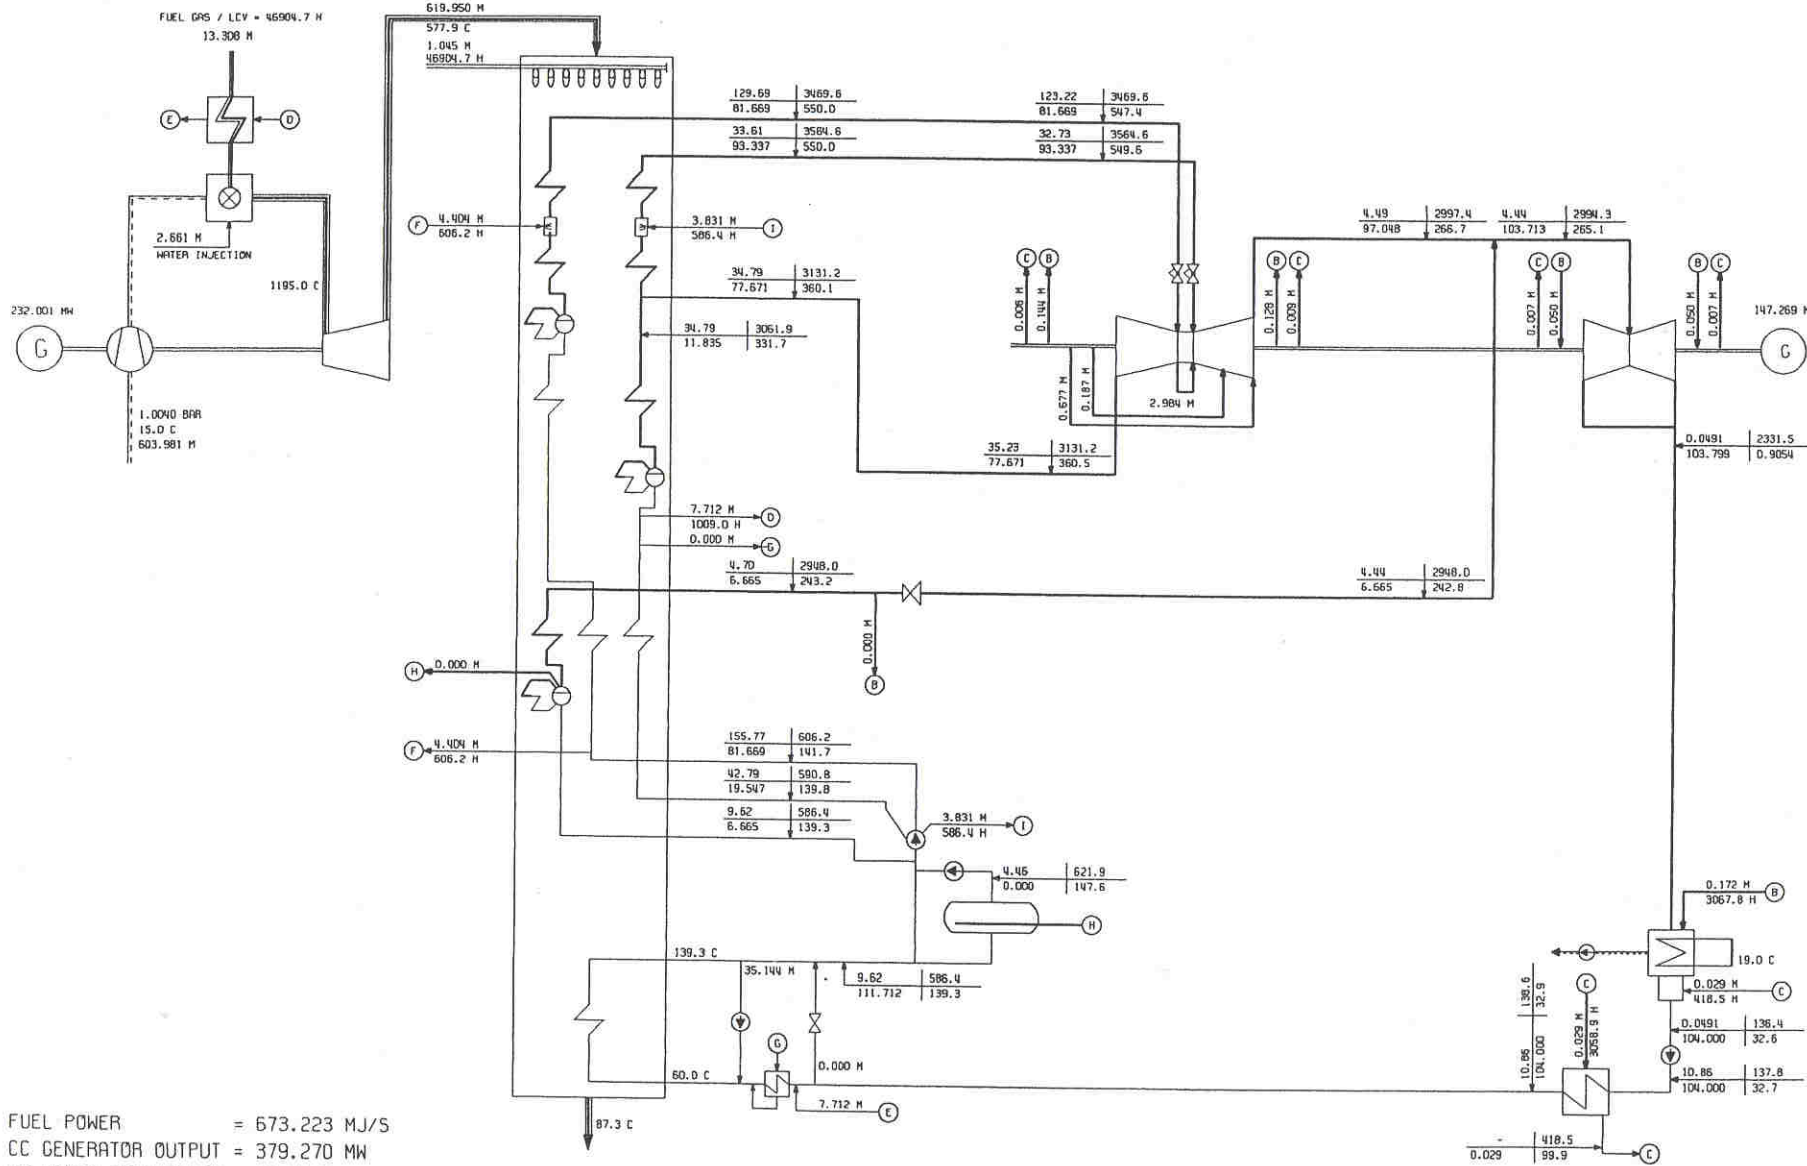 FUEL GAS / LCV = 46904.7 H
13.308 M
E
D
2.661 M
WATER INJECTION
1195.0 C
232.001 MW
G
1.0040 BAR
15.0 C
603.981 M
619.950 M
577.9 C
1.045 M
46904.7 H
129.69 3469.6
81.669 550.0
33.61 3564.6
93.337 550.0
123.22 3469.6
81.669 547.4
32.73 3564.6
93.337 549.6
F
4.404 M
606.2 H
3.831 M
586.4 M
I
34.79 3131.2
77.671 360.1
34.79 3061.9
11.835 331.7
C
B
0.006 M
0.144 M
B
C
0.128 M
0.009 M
4.49 2997.4
97.048 266.7
4.44 2994.3
103.713 265.1
C
B
0.007 M
0.050 M
B
C
0.050 M
0.007 M
147.269 M
G
0.677 M
0.187 M
2.984 M
35.23 3131.2
77.671 360.5
0.0491 2331.5
103.799 0.9054
7.712 M
1009.0 H
D
0.000 M
G
4.70 2948.0
6.665 243.2
4.44 2948.0
6.665 242.8
0.000 M
B
H
0.000 M
F
4.404 M
606.2 H
155.77 606.2
81.669 141.7
42.79 590.8
19.547 139.8
9.62 586.4
6.665 139.3
3.831 M
586.4 H
I
4.46 621.9
0.000 147.6
H
139.3 C
35.144 M
9.62 586.4
111.712 139.3
G
0.000 M
60.0 C
7.712 M
E
87.3 C
0.172 M
3067.8 H
B
19.0 C
0.029 M
418.5 H
C
138.6
32.9
10.86
104.000
C
0.029 M
3058.9 H
0.0491 136.4
104.000 32.6
10.86 137.8
104.000 32.7
- 418.5
0.029 99.9
C
FUEL POWER = 673.223 MJ/S
CC GENERATOR OUTPUT = 379.270 MW